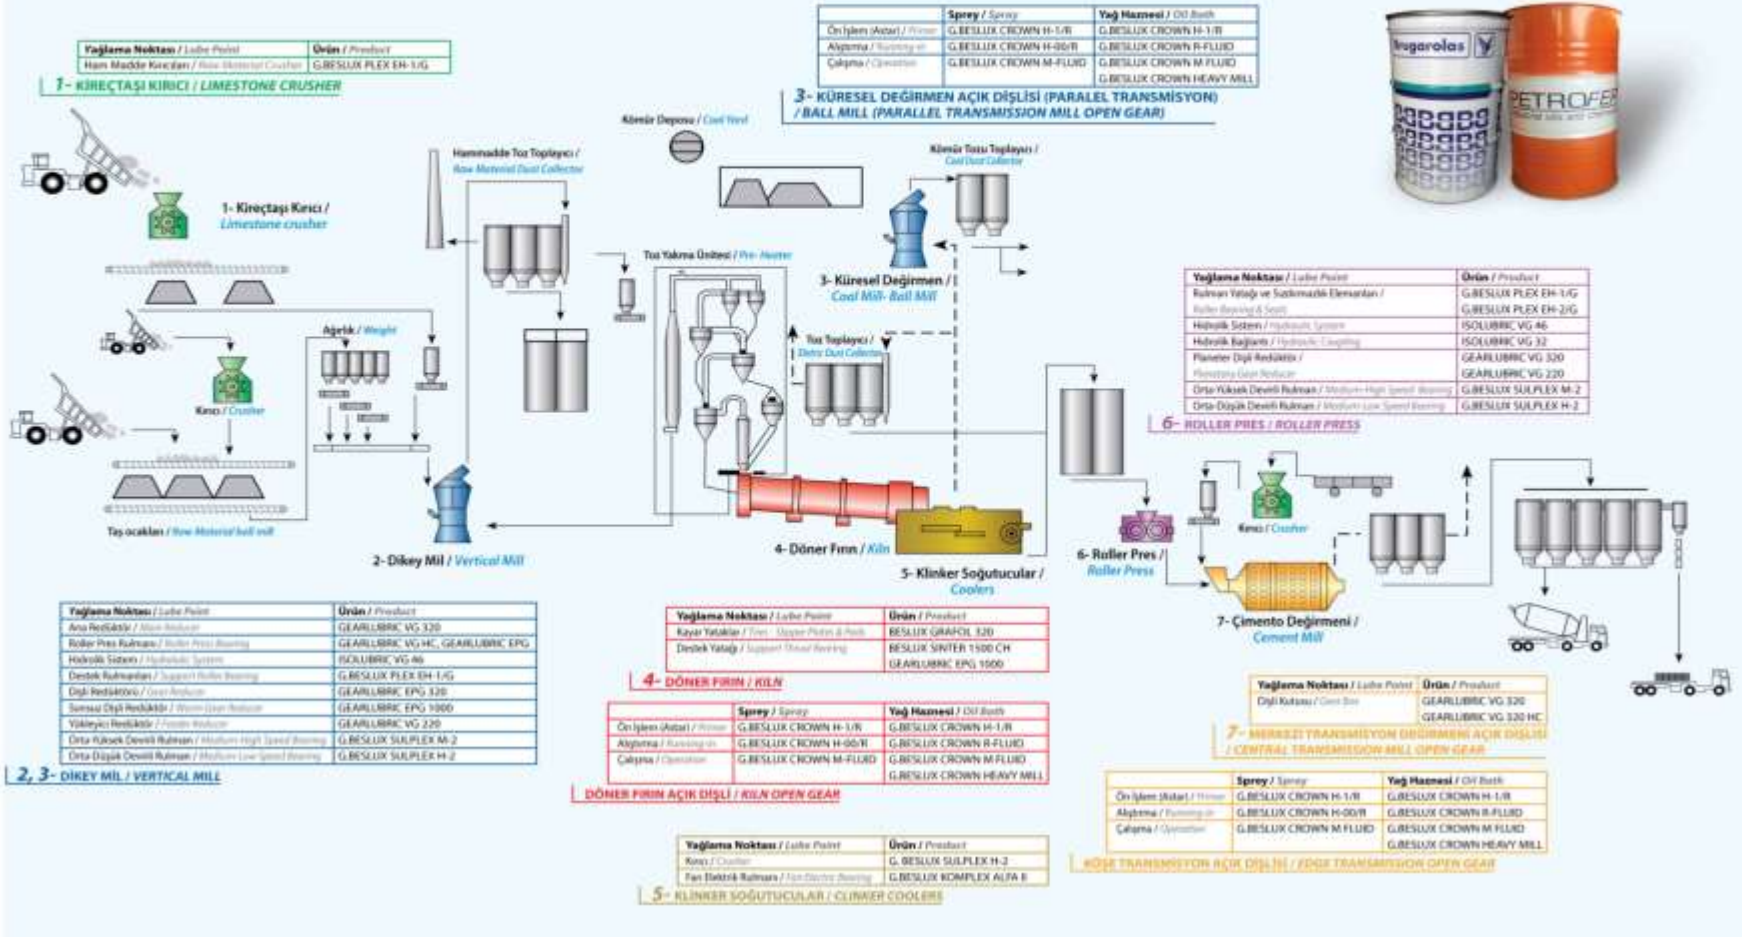 Yağlama Noktası / Lube Point Ürün / Product
Ham Madde Kırıcıları / Raw Material Crusher G.BESLUX PLEX EH-1/G
1- KİREÇTAŞI KIRICI / LIMESTONE CRUSHER
Sprey / Spray Yağ Haznesi / Oil Bath
Ön İşlem (Astar) / Primer G.BESLUX CROWN H-1/R G.BESLUX CROWN H-1/R
Alıştırma / Running-in G.BESLUX CROWN H-00/R G.BESLUX CROWN R-FLUID
Çalışma / Operation G.BESLUX CROWN M-FLUID G.BESLUX CROWN M FLUID
G.BESLUX CROWN HEAVY MILL
3- KÜRESEL DEĞİRMEN AÇIK DİŞLİSİ (PARALEL TRANSMİSYON)
/ BALL MILL (PARALLEL TRANSMISSION MILL OPEN GEAR)
Brugarolas
PETROFER
Kömür Deposu / Coal Yard
Hammadde Toz Toplayıcı /
Raw Material Dust Collector
Kömür Tozu Toplayıcı /
Coal Dust Collector
1- Kireçtaşı Kırıcı /
Limestone crusher
Toz Yakma Ünitesi / Pre- Heater
3- Küresel Değirmen /
Coal Mill- Ball Mill
Ağırlık / Weight
Toz Toplayıcı /
Eletric Dust Collector
Kırıcı / Crusher
Taş ocakları / Raw Material ball mill
2- Dikey Mil / Vertical Mill
4- Döner Fırın / Kiln
5- Klinker Soğutucular /
Coolers
6- Roller Pres /
Roller Press
Kırıcı / Crusher
7- Çimento Değirmeni /
Cement Mill
Yağlama Noktası / Lube Point Ürün / Product
Rulman Yatağı ve Sızdırmazlık Elemanları / G.BESLUX PLEX EH-1/G
Roller Bearing & Seals G.BESLUX PLEX EH-2/G
Hidrolik Sistem / Hydraulic System ISOLUBRIC VG 46
Hidrolik Bağlantı / Hydraulic Coupling ISOLUBRIC VG 32
Planeter Dişli Redüktör / GEARLUBRIC VG 320
Planetary Gear Reducer GEARLUBRIC VG 220
Orta-Yüksek Devirli Rulman / Medium-High Speed Bearing G.BESLUX SULPLEX M-2
Orta-Düşük Devirli Rulman / Medium-Low Speed Bearing G.BESLUX SULPLEX H-2
6- ROLLER PRES / ROLLER PRESS
Yağlama Noktası / Lube Point Ürün / Product
Ana Redüktör / Main Reducer GEARLUBRIC VG 320
Roller Pres Rulmanı / Roller Press Bearing GEARLUBRIC VG HC, GEARLUBRIC EPG
Hidrolik Sistem / Hydraulic System ISOLUBRIC VG 46
Destek Rulmanları / Support Roller Bearing G.BESLUX PLEX EH-1/G
Dişli Redüktörü / Gear Reducer GEARLUBRIC EPG 320
Sonsuz Dişli Redüktör / Worm Gear Reducer GEARLUBRIC EPG 1000
Yükleyici Redüktör / Feeder Reducer GEARLUBRIC VG 220
Orta-Yüksek Devirli Rulman / Medium-High Speed Bearing G.BESLUX SULPLEX M-2
Orta-Düşük Devirli Rulman / Medium-Low Speed Bearing G.BESLUX SULPLEX H-2
2, 3- DİKEY MİL / VERTICAL MILL
Yağlama Noktası / Lube Point Ürün / Product
Kayar Yataklar / Tires - Upper Plates & Pads BESLUX GRAFOL 320
Destek Yatağı / Support Thrust Bearing BESLUX SINTER 1500 CH
GEARLUBRIC EPG 1000
4- DÖNER FIRIN / KILN
Sprey / Spray Yağ Haznesi / Oil Bath
Ön İşlem (Astar) / Primer G.BESLUX CROWN H-1/R G.BESLUX CROWN H-1/R
Alıştırma / Running-in G.BESLUX CROWN H-00/R G.BESLUX CROWN R-FLUID
Çalışma / Operation G.BESLUX CROWN M-FLUID G.BESLUX CROWN M FLUID
G.BESLUX CROWN HEAVY MILL
DÖNER FIRIN AÇIK DİŞLİ / KILN OPEN GEAR
Yağlama Noktası / Lube Point Ürün / Product
Kırıcı / Crusher G. BESLUX SULPLEX H-2
Fan Elektrik Rulmanı / Fan Electric Bearing G.BESLUX KOMPLEX ALFA II
5- KLİNKER SOĞUTUCULAR / CLINKER COOLERS
Yağlama Noktası / Lube Point Ürün / Product
Dişli Kutusu / Gear Box GEARLUBRIC VG 320
GEARLUBRIC VG 320 HC
7- MERKEZİ TRANSMİSYON DEĞİRMENİ AÇIK DİŞLİSİ
/ CENTRAL TRANSMISSION MILL OPEN GEAR
Sprey / Spray Yağ Haznesi / Oil Bath
Ön İşlem (Astar) / Primer G.BESLUX CROWN H-1/R G.BESLUX CROWN H-1/R
Alıştırma / Running-in G.BESLUX CROWN H-00/R G.BESLUX CROWN R-FLUID
Çalışma / Operation G.BESLUX CROWN M FLUID G.BESLUX CROWN M FLUID
G.BESLUX CROWN HEAVY MILL
KÖŞE TRANSMİSYON AÇIK DİŞLİSİ / EDGE TRANSMISSION OPEN GEAR